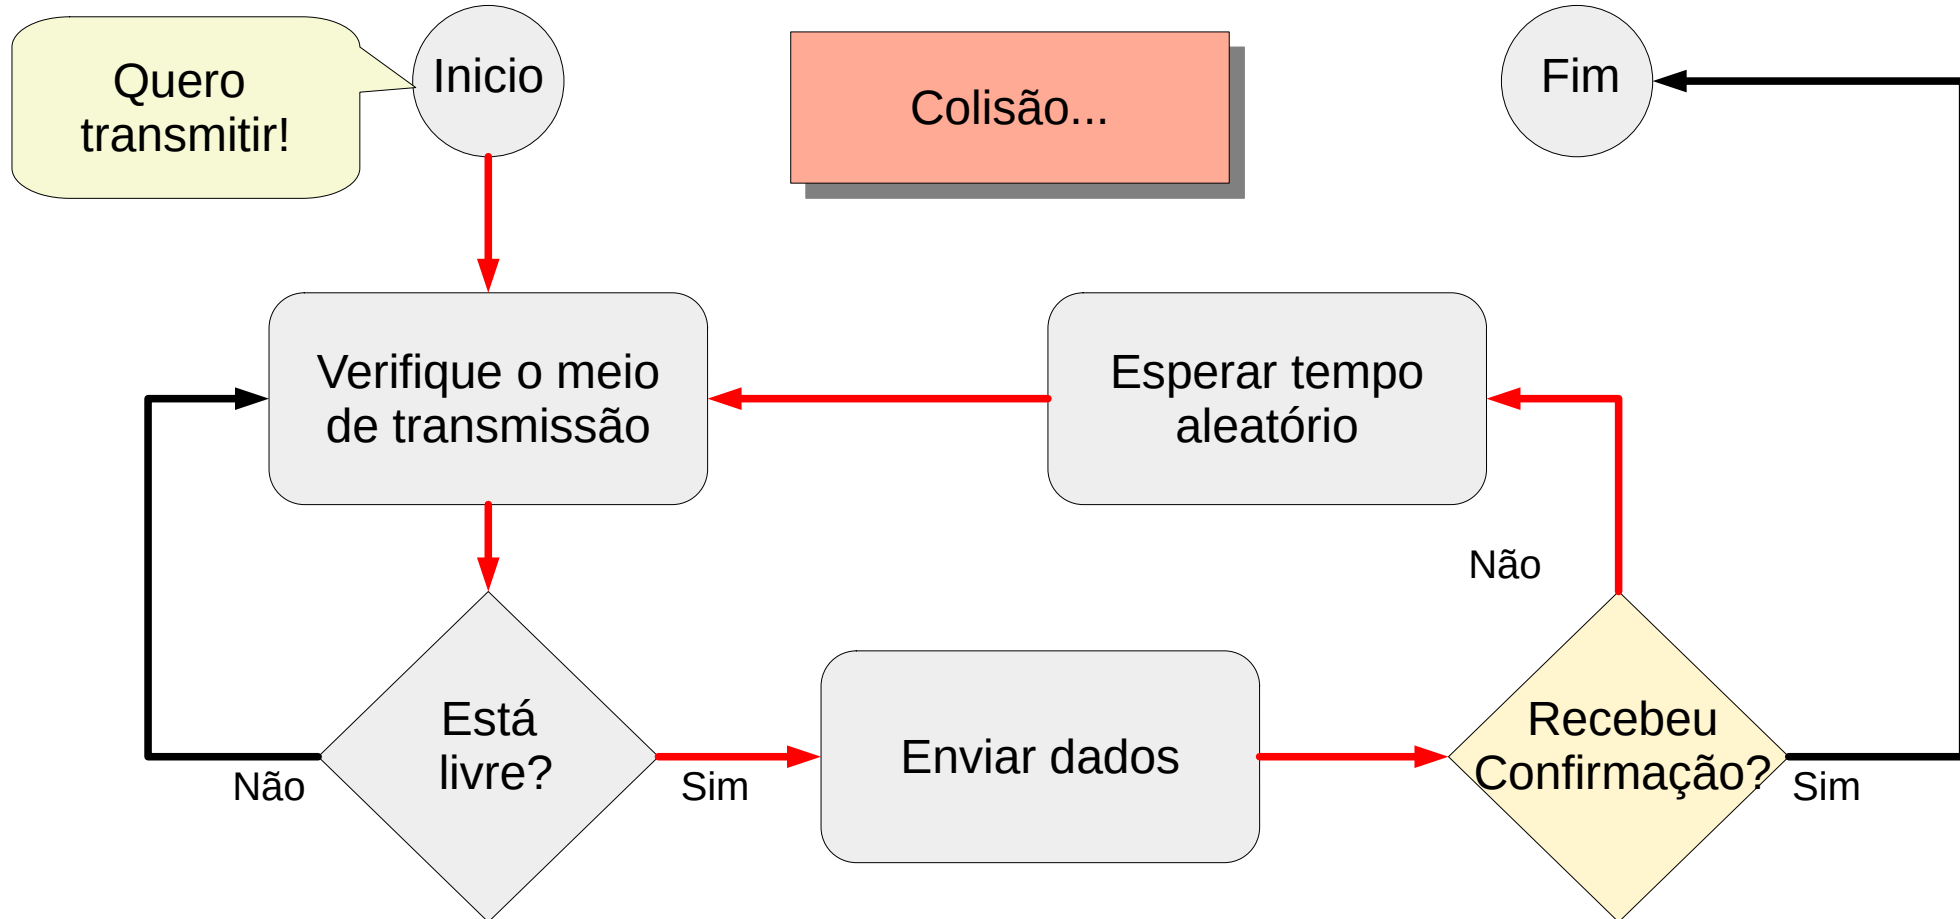 Quero
transmitir!
Inicio
Colisão...
Fim
Verifique o meio
de transmissão
Esperar tempo
aleatório
Não
Está
livre?
Não
Sim
Enviar dados
Recebeu
Confirmação?
Sim